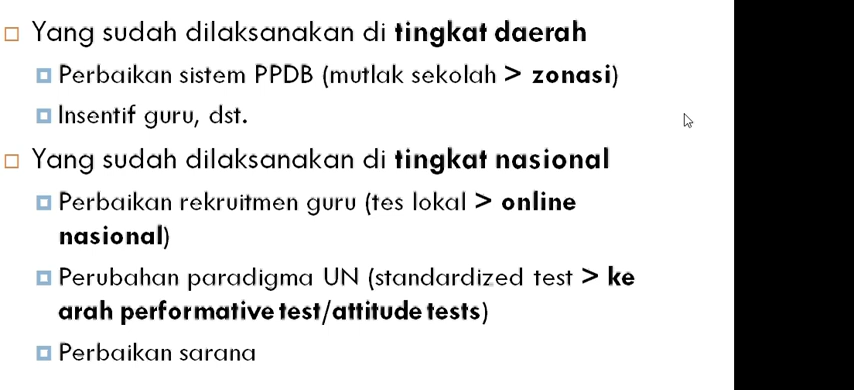 Yang sudah dilaksanakan di tingkat daerah
Perbaikan sistem PPDB (mutlak sekolah > zonasi)
Insentif guru, dst.
Yang sudah dilaksanakan di tingkat nasional
Perbaikan rekruitmen guru (tes lokal > online
nasional)
Perubahan paradigma UN (standardized test > ke
arah performative test/attitude tests)
Perbaikan sarana